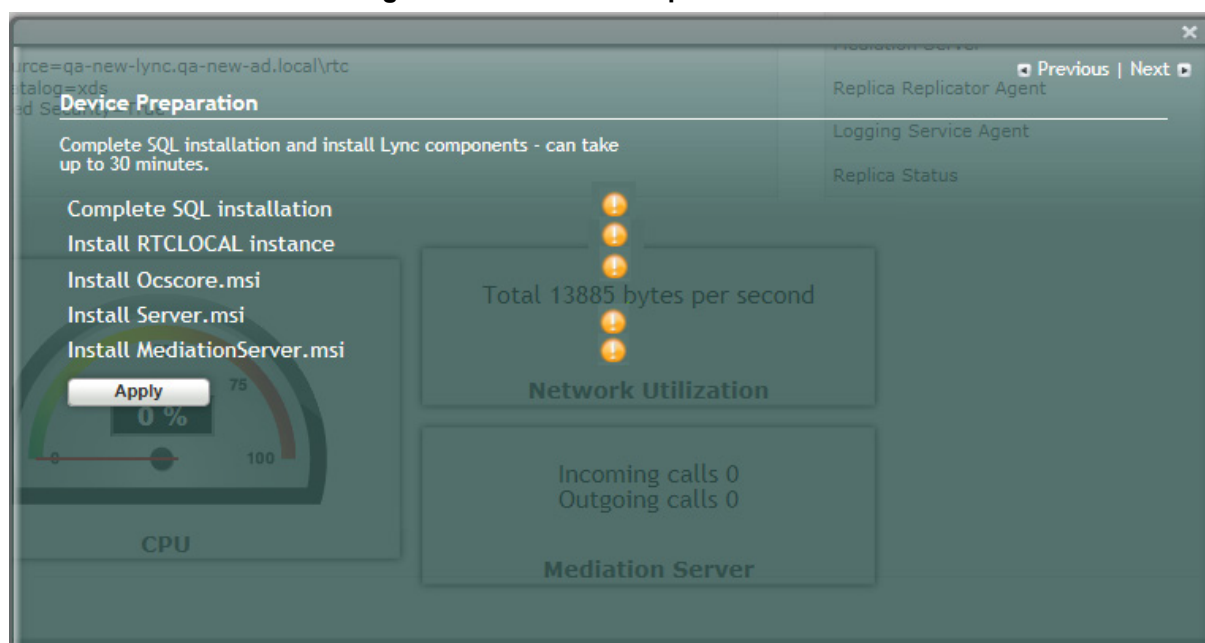 urce=qa-new-lync.qa-new-ad.local\rtc
Previous | Next
Replica Replicator Agent
Device Preparation
Logging Service Agent
Complete SQL installation and install Lync components - can take
up to 30 minutes.
Replica Status
Complete SQL installation
Install RTCLOCAL instance
Install Ocscore.msi
Total 13885 bytes per second
Install Server.msi
Install MediationServer.msi
Apply
75
Network Utilization
0 %
0
100
Incoming calls 0
Outgoing calls 0
CPU
Mediation Server